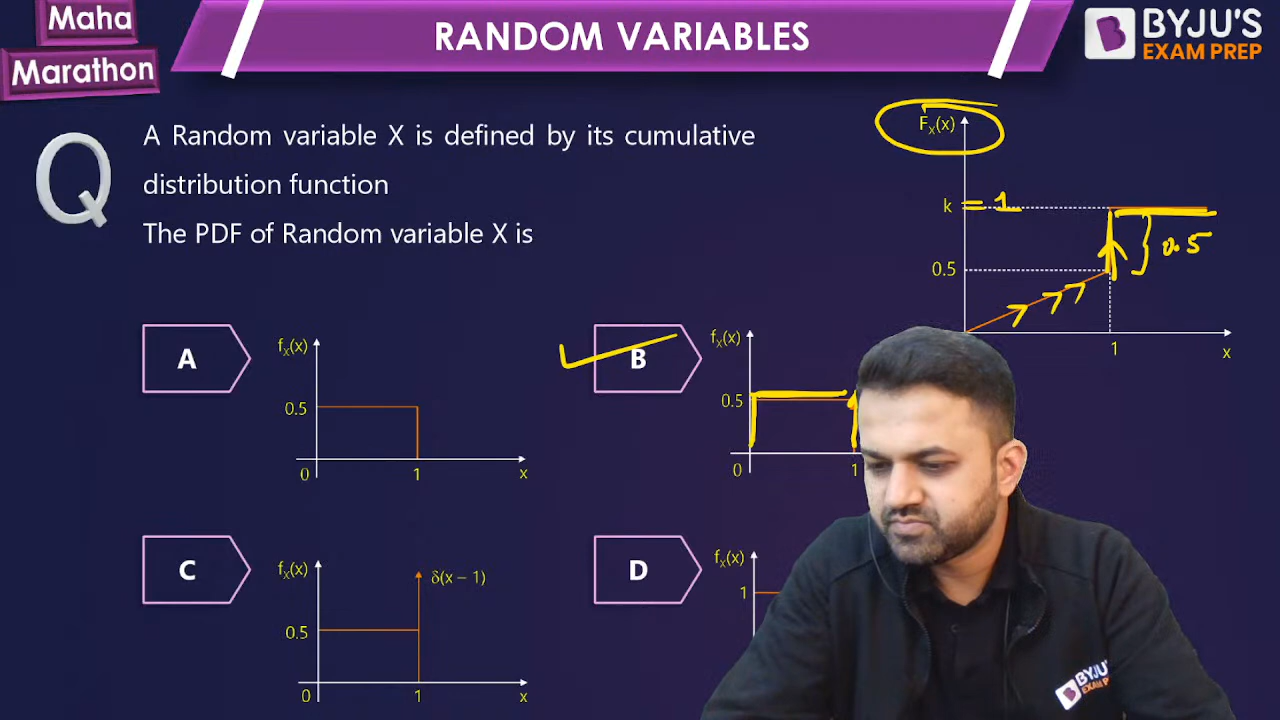 Maha
Marathon
RANDOM VARIABLES
BYJU'S
EXAM PREP
Q
A Random variable X is defined by its cumulative
distribution function
The PDF of Random variable X is
Fₓ(x)
k = 1
0.5
0.5
1
x
A
fₓ(x)
0.5
0
1
x
B
fₓ(x)
0.5
0
1
C
fₓ(x)
δ(x − 1)
0.5
0
1
x
D
fₓ(x)
1
BYJU'S